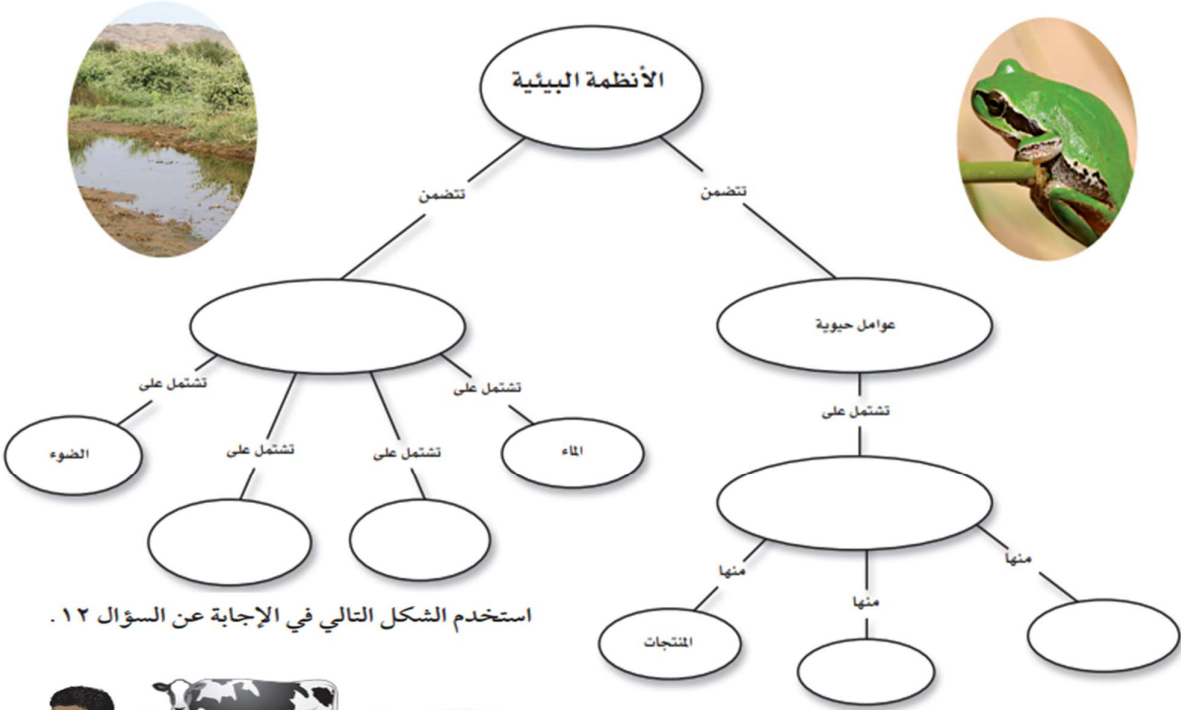 الأنظمة البيئية
تتضمن
تتضمن
عوامل حيوية
تشتمل على
تشتمل على
تشتمل على
تشتمل على
تشتمل على
الماء
الضوء
منها
منها
منها
المنتجات
استخدم الشكل التالي في الإجابة عن السؤال ١٢.